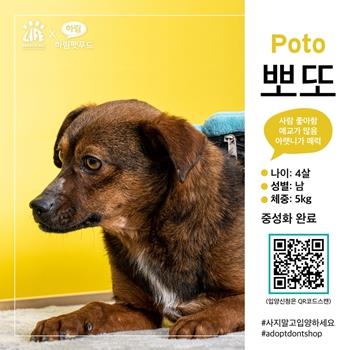 LIFE
X
하림
하림펫푸드
Poto
뽀또
사람 좋아함
애교가 많음
아랫니가 매력
나이: 4살
성별: 남
체중: 5kg
중성화 완료
(입양신청은 QR코드스캔)
#사지말고입양하세요
#adoptdontshop